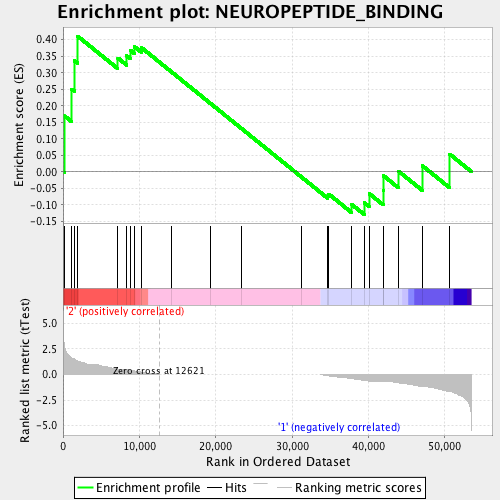 Enrichment plot: NEUROPEPTIDE_BINDING
Enrichment score (ES)
0.40
0.35
0.30
0.25
0.20
0.15
0.10
0.05
0.00
-0.05
-0.10
-0.15
'2' (positively correlated)
Ranked list metric (tTest)
5.0
2.5
0.0
-2.5
-5.0
Zero cross at 12621
'1' (negatively correlated)
0 10,000 20,000 30,000 40,000 50,000
Rank in Ordered Dataset
Enrichment profile Hits Ranking metric scores